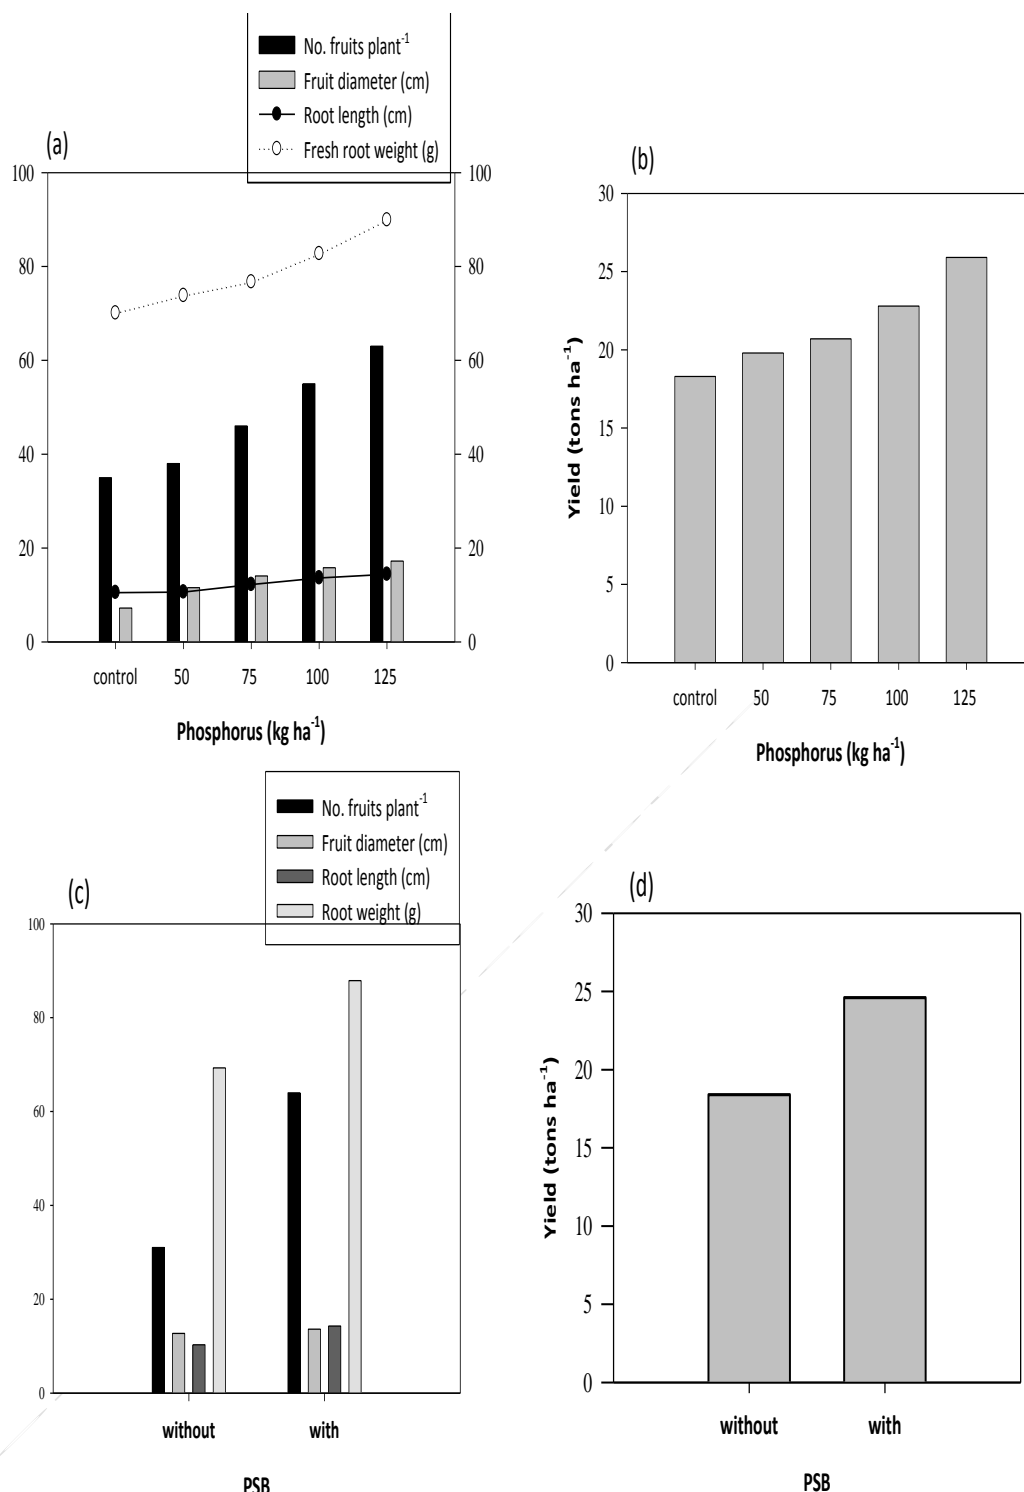 No. fruits plant⁻¹
Fruit diameter (cm)
Root length (cm)
Fresh root weight (g)
(a)
100
80
60
40
20
0
100
80
60
40
20
0
control 50 75 100 125
Phosphorus (kg ha⁻¹)
(b)
30
25
20
15
10
5
0
Yield (tons ha⁻¹)
control 50 75 100 125
Phosphorus (kg ha⁻¹)
No. fruits plant⁻¹
Fruit diameter (cm)
Root length (cm)
Root weight (g)
(c)
100
80
60
40
20
0
without with
PSB
(d)
30
25
20
15
10
5
0
Yield (tons ha⁻¹)
without with
PSB